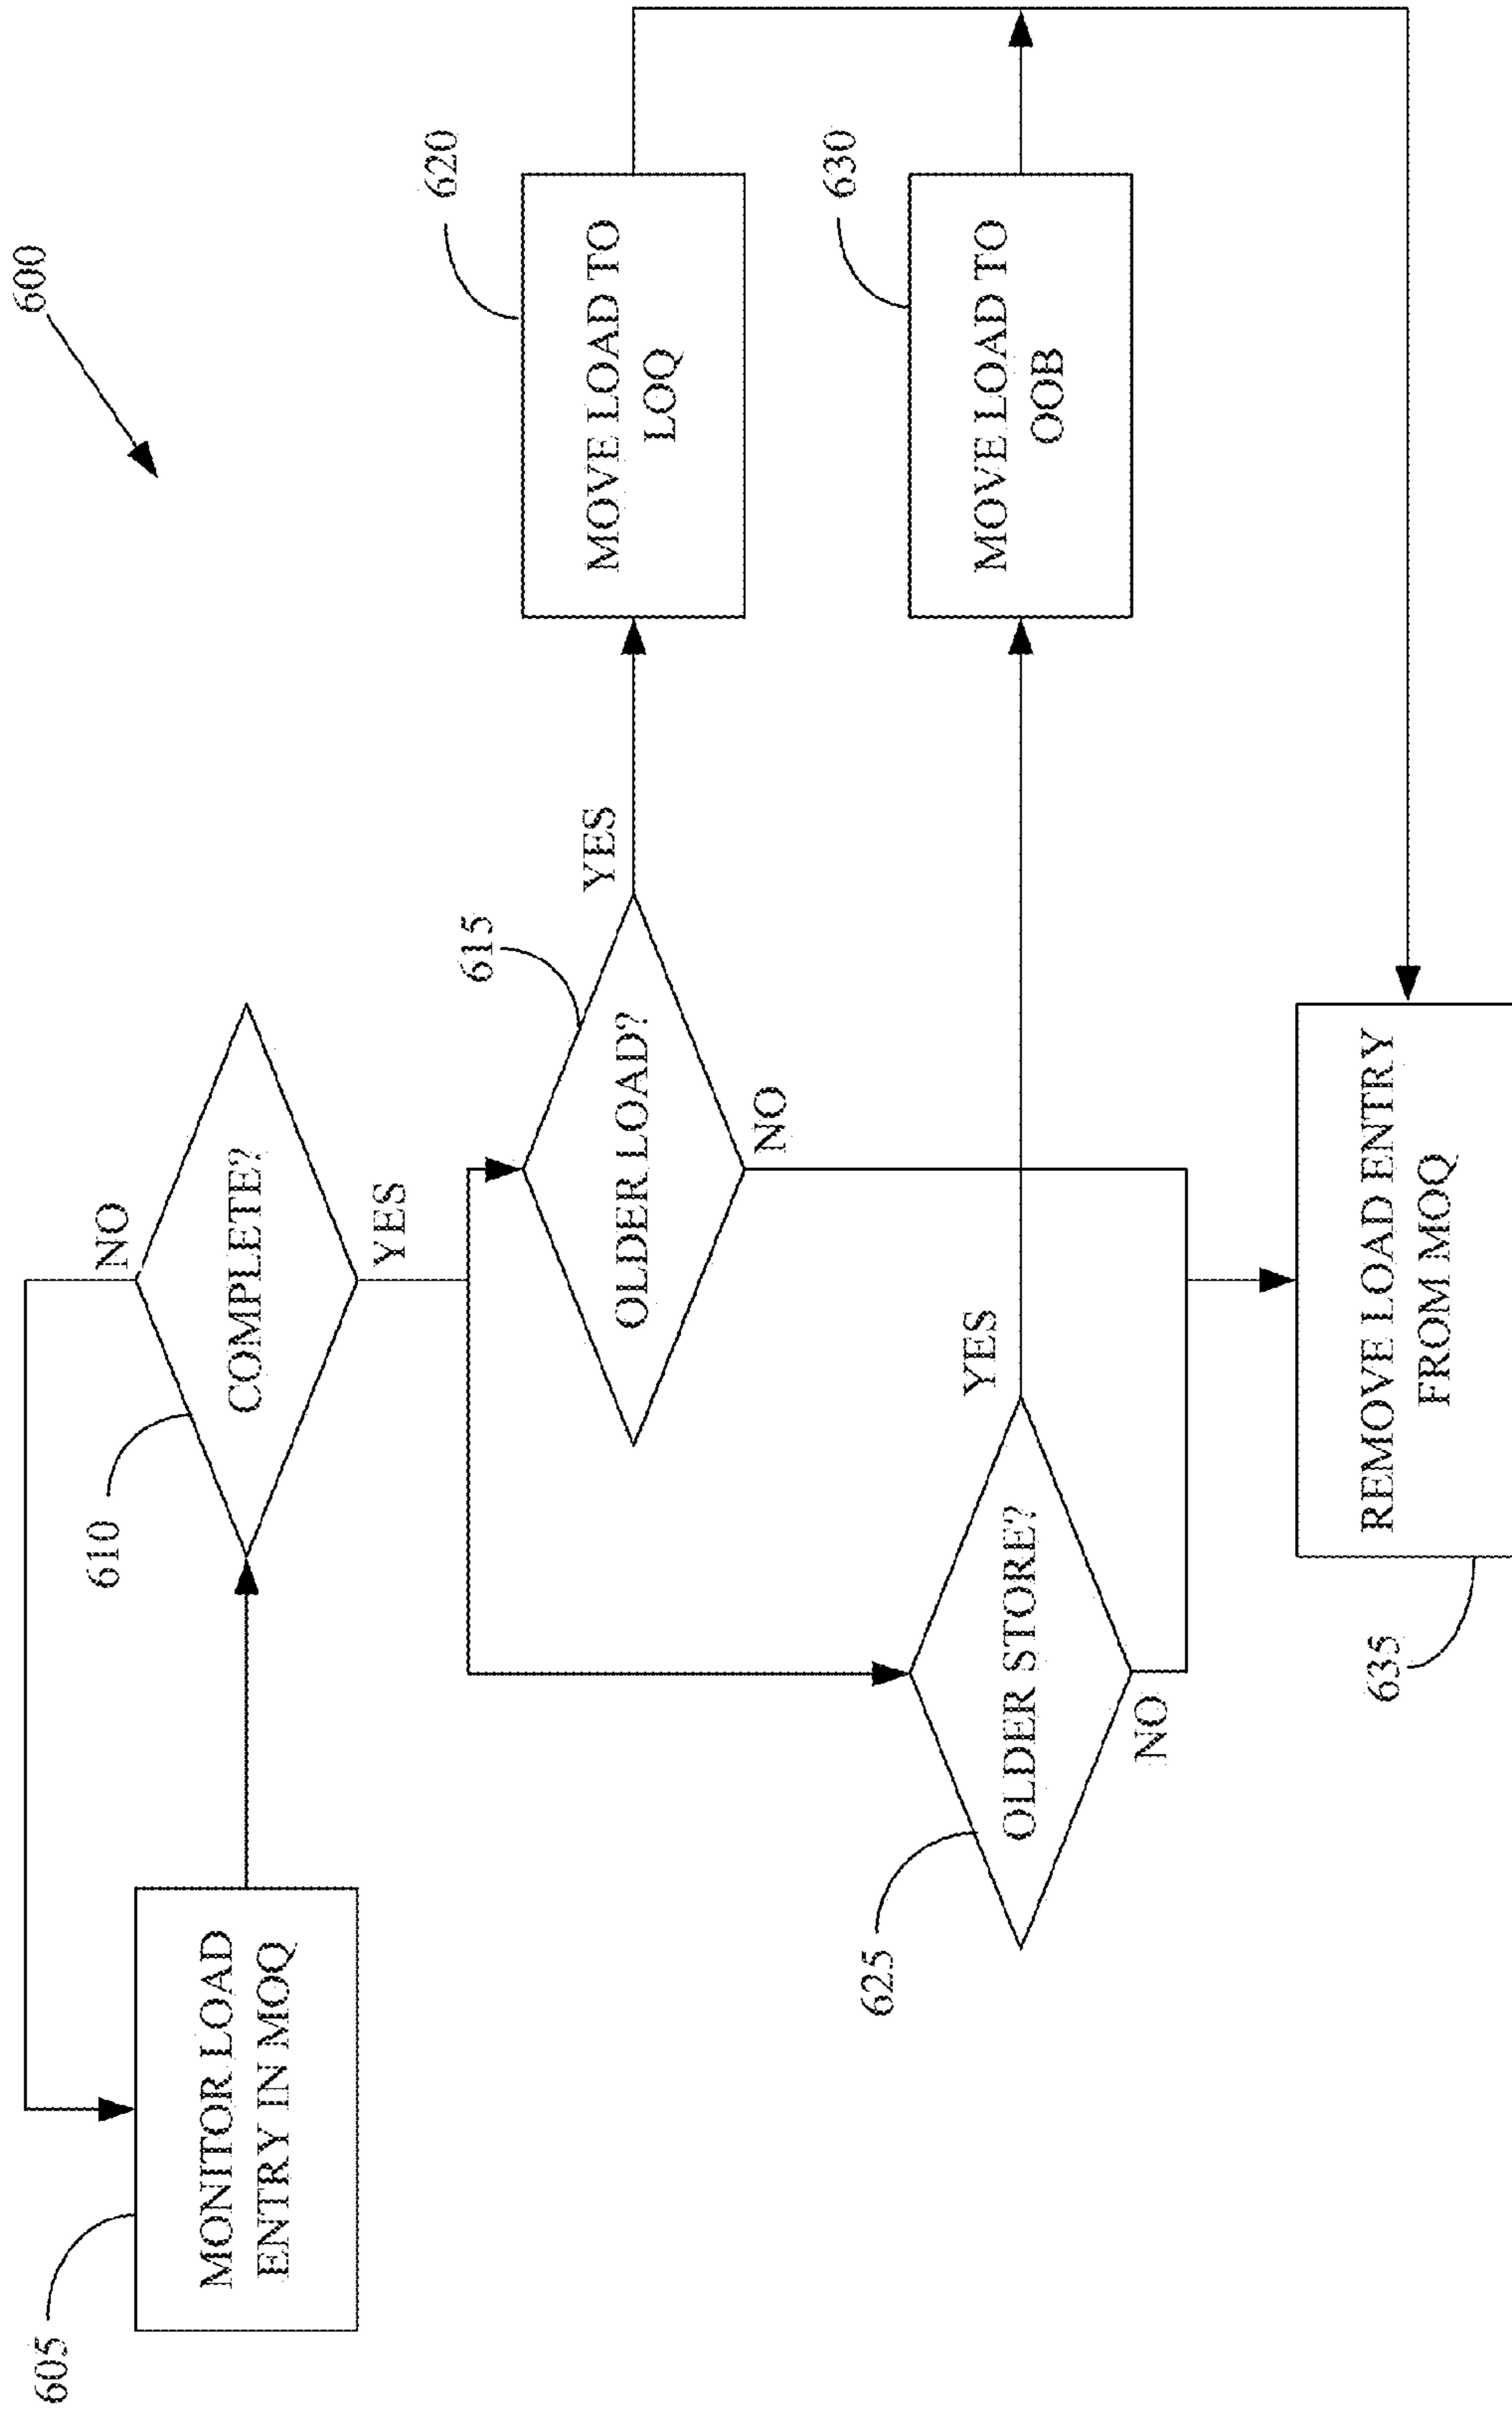 600
605
MONITOR LOAD
ENTRY IN MOQ
610
COMPLETE?
NO
YES
615
OLDER LOAD?
YES
NO
620
MOVE LOAD TO
LOQ
625
OLDER STORE?
YES
NO
630
MOVE LOAD TO
OOB
635
REMOVE LOAD ENTRY
FROM MOQ